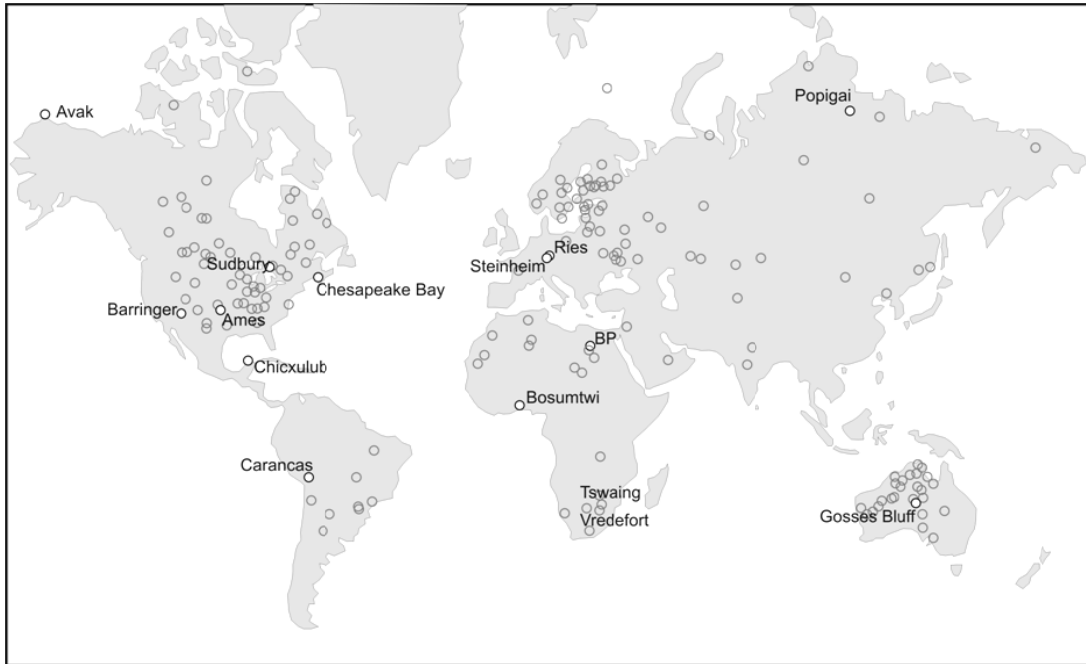 Avak
Popigai
Ries
Sudbury
Steinheim
Chesapeake Bay
Barringer
Ames
BP
Chicxulub
Bosumtwi
Carancas
Tswaing
Vredefort
Gosses Bluff